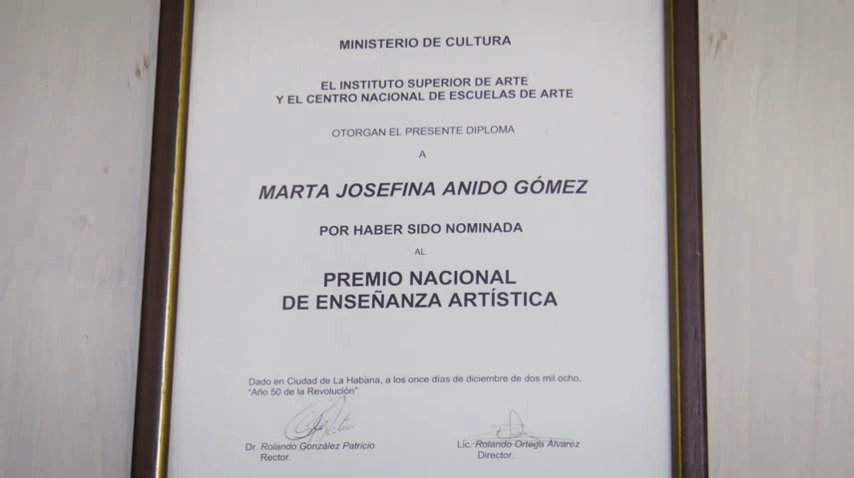 MINISTERIO DE CULTURA
EL INSTITUTO SUPERIOR DE ARTE
Y EL CENTRO NACIONAL DE ESCUELAS DE ARTE
OTORGAN EL PRESENTE DIPLOMA
A
MARTA JOSEFINA ANIDO GÓMEZ
POR HABER SIDO NOMINADA
AL
PREMIO NACIONAL
DE ENSEÑANZA ARTÍSTICA
Dado en Ciudad de La Habana, a los once días de diciembre de dos mil ocho,
"Año 50 de la Revolución"
Dr. Rolando González Patricio
Rector.
Lic. Rolando Ortega Álvarez
Director.